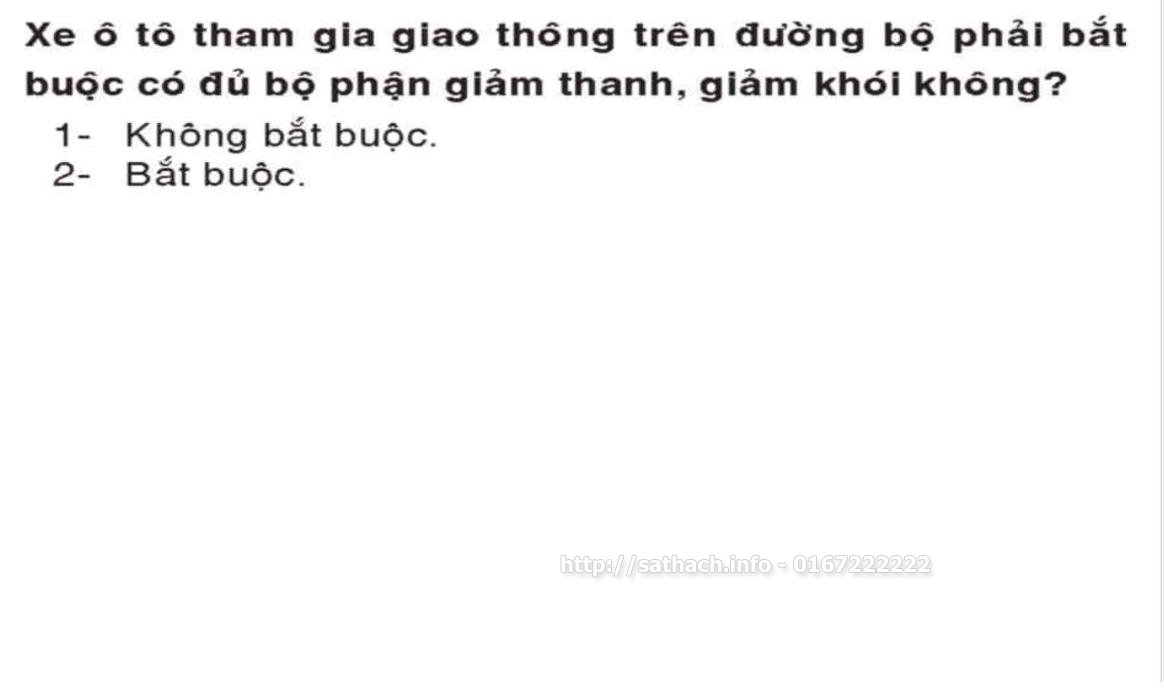 Xe ô tô tham gia giao thông trên đường bộ phải bắt
buộc có đủ bộ phận giảm thanh, giảm khói không?
1- Không bắt buộc.
2- Bắt buộc.
http://sathach.info - 0167222222